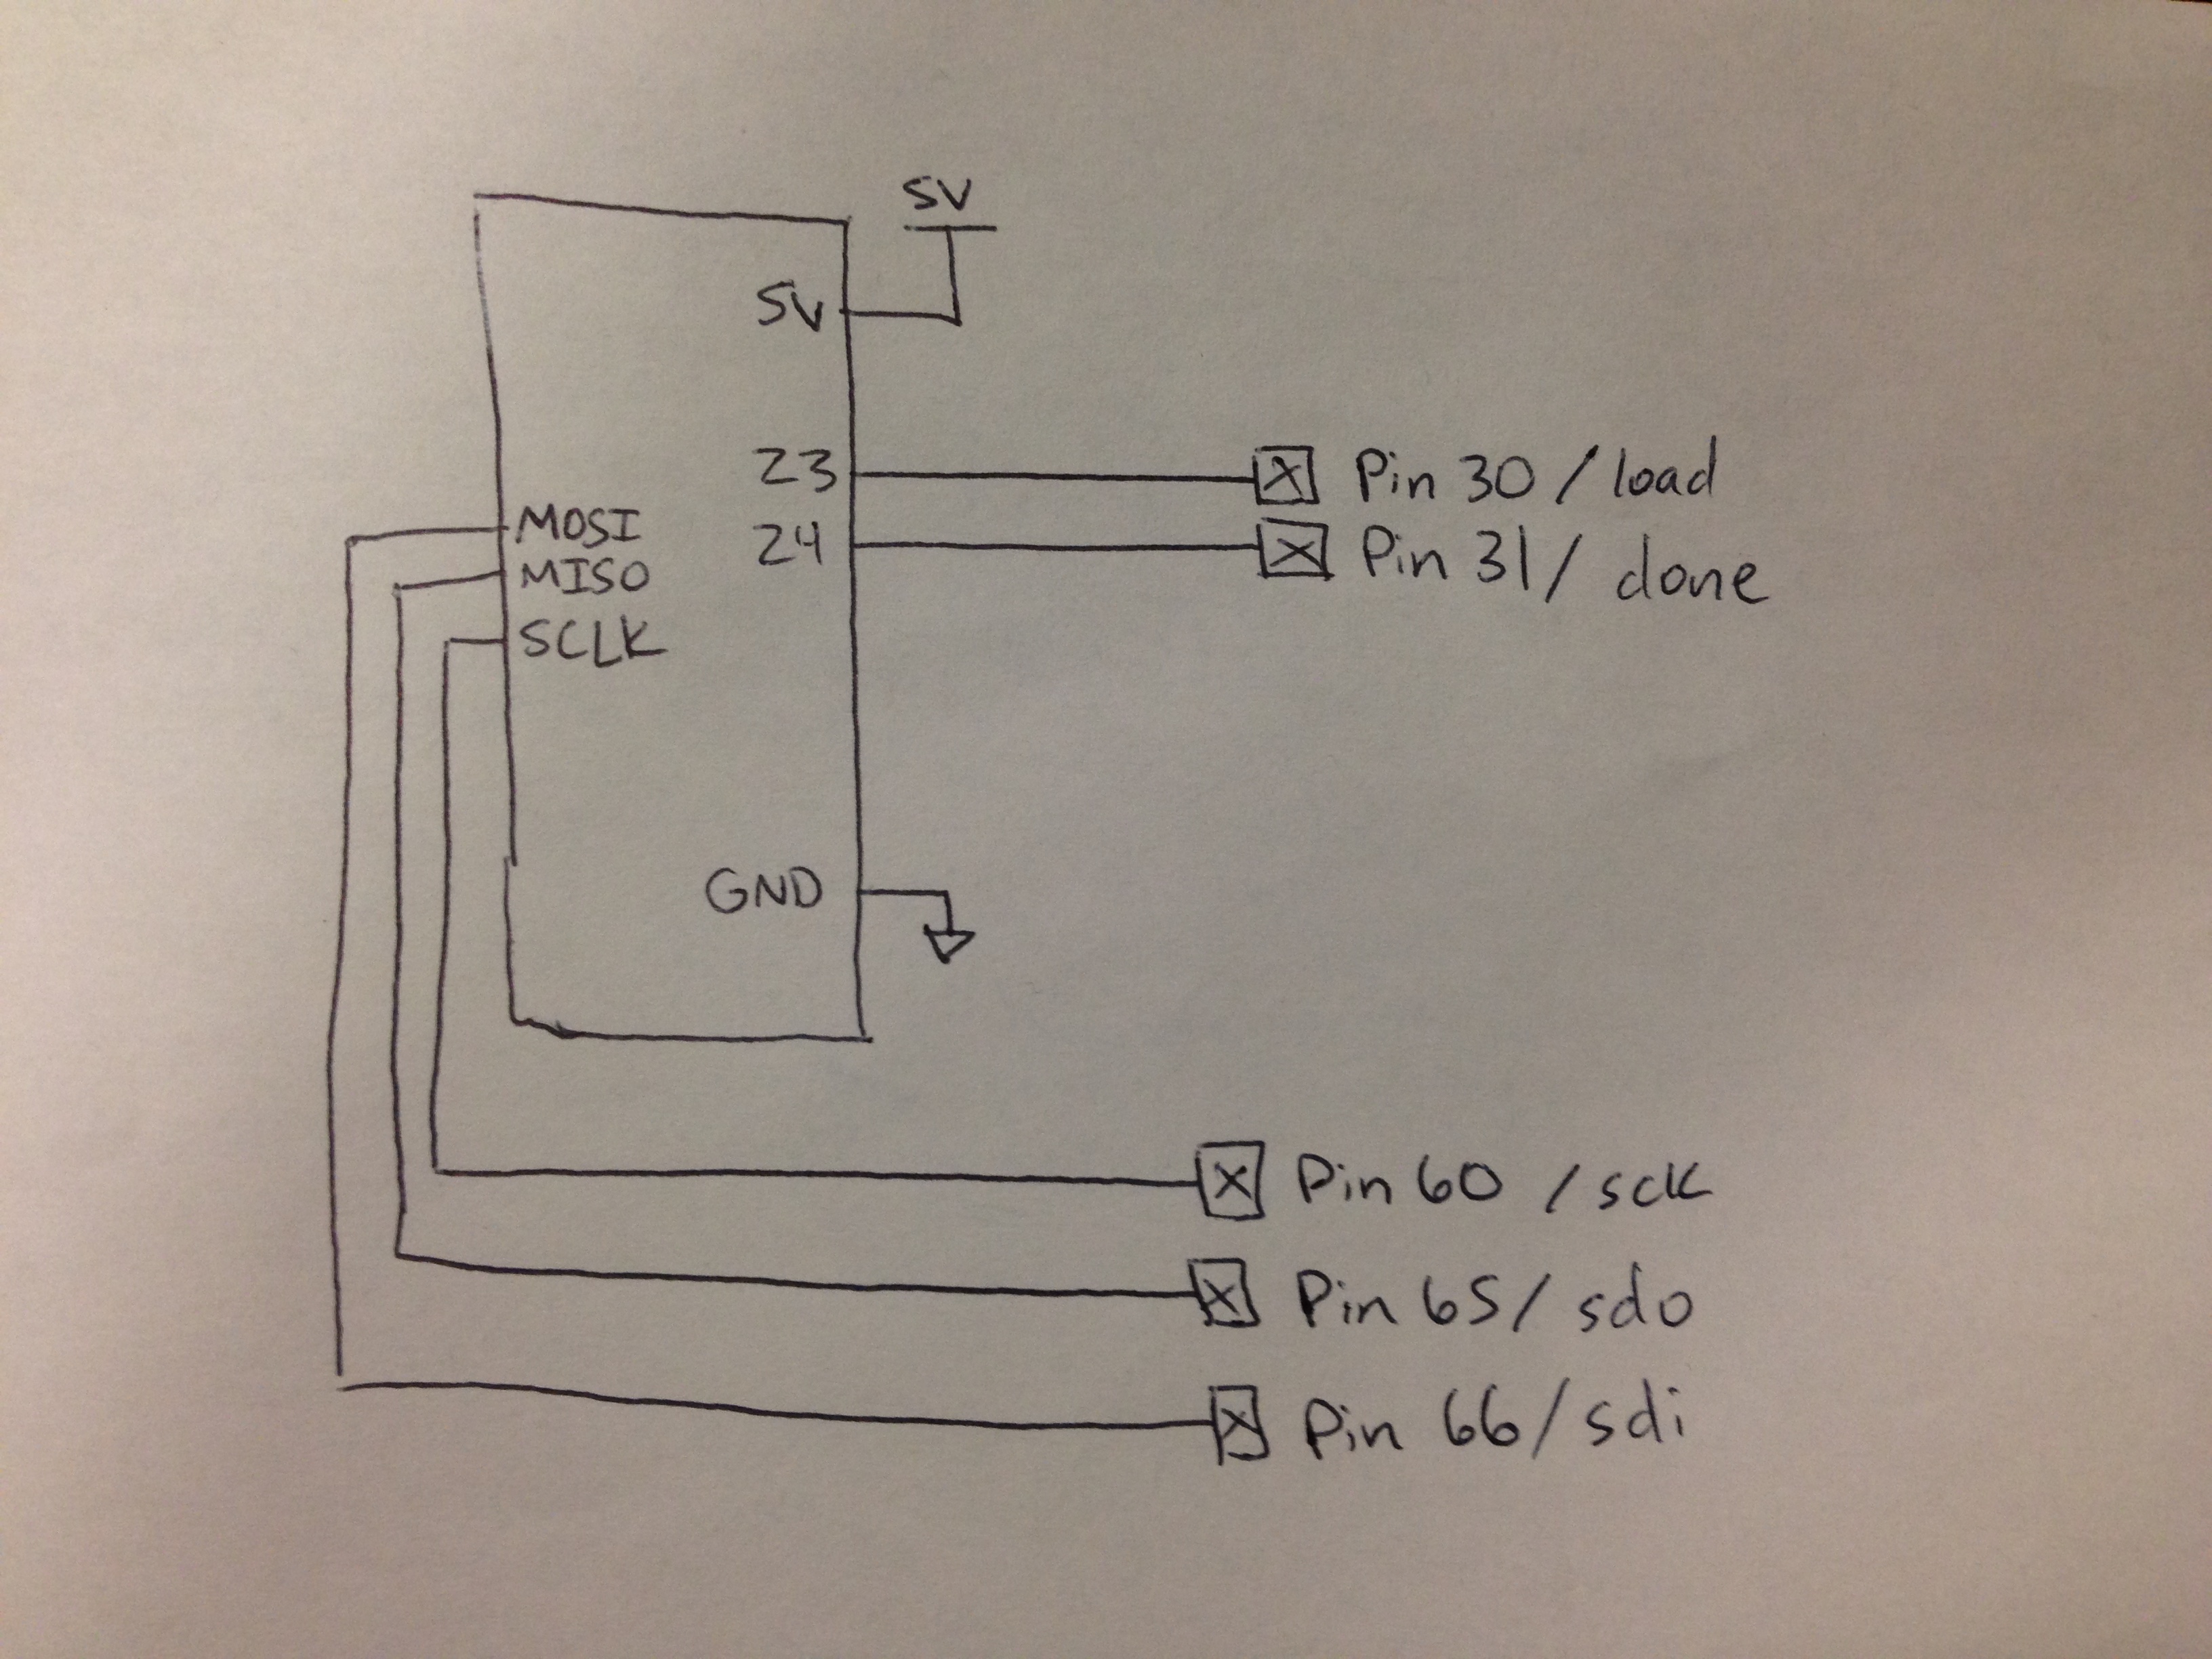 5V
5V
23 Pin 30 / load
MOSI 24 Pin 31 / done
MISO
SCLK
GND
Pin 60 / sck
Pin 65 / sdo
Pin 66 / sdi